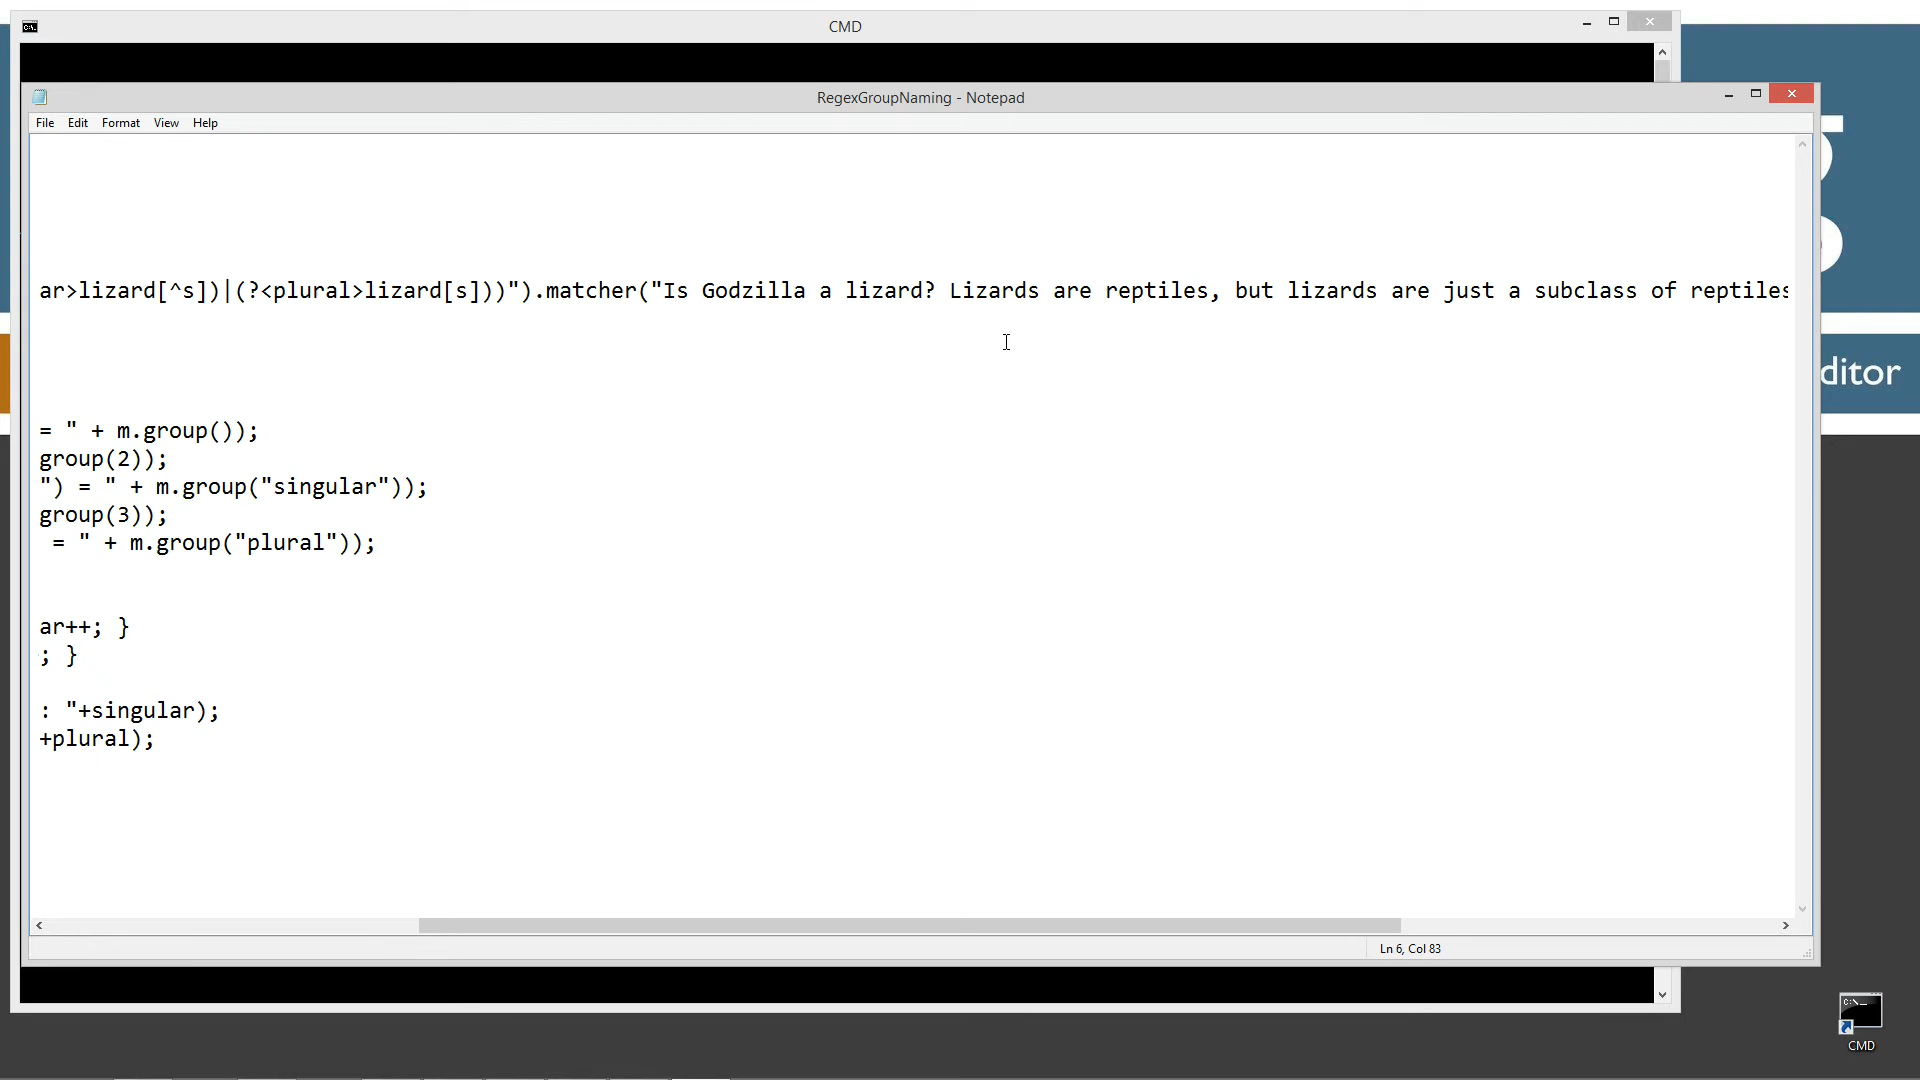 CMD
RegexGroupNaming - Notepad
File Edit Format View Help
ar>lizard[^s])|(?<plural>lizard[s]))").matcher("Is Godzilla a lizard? Lizards are reptiles, but lizards are just a subclass of reptiles
= " + m.group());
group(2));
") = " + m.group("singular"));
group(3));
= " + m.group("plural"));
ar++; }
; }
: "+singular);
+plural);
Ln 6, Col 83
ditor
CMD